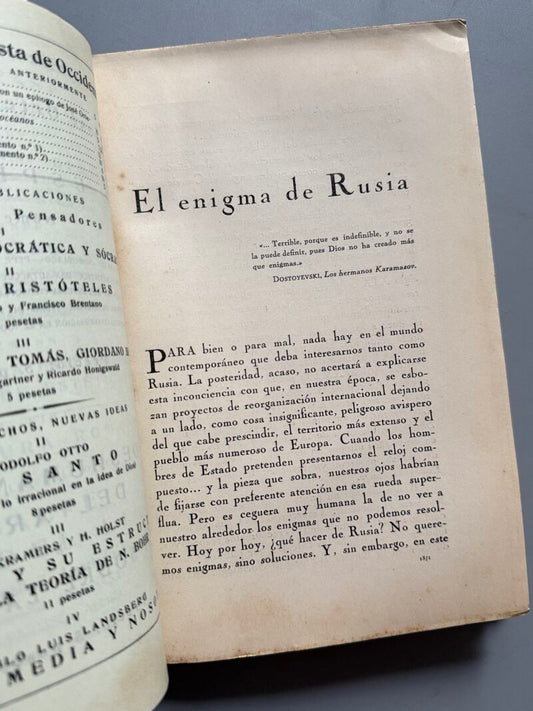 sta de Occide
ANTERIORMENTE
on un epílogo de José
océanos
ento n.º 1)
mento n.º 2)
BLICACIONES
Pensadores
I
OCRÁTICA Y SÓCR
II
RISTÓTELES
o y Francisco Brentano
pesetas
III
TOMÁS, GIORDANO
gartner y Ricardo Honigswald
5 pesetas
CHOS, NUEVAS IDEAS
II
ODOLFO OTTO
SANTO
lo irracional en la idea de Dios)
8 pesetas
III
KRAMERS Y H. HOLST
Y SU ESTRUC
A TEORÍA DE N. BOHR
11 pesetas
IV
BLO LUIS LANDSBERG
MEDIA Y NOSO
El enigma de Rusia
«... Terrible, porque es indefinible, y no se
la puede definir, pues Dios no ha creado más
que enigmas.»
DOSTOYEVSKI, Los hermanos Karamazov.
PARA bien o para mal, nada hay en el mundo
contemporáneo que deba interesarnos tanto como
Rusia. La posteridad, acaso, no acertará a explicarse
esta inconciencia con que, en nuestra época, se esbo-
zan proyectos de reorganización internacional dejando
a un lado, como cosa insignificante, peligroso avispero
del que cabe prescindir, el territorio más extenso y el
pueblo más numeroso de Europa. Cuando los hom-
bres de Estado pretenden presentarnos el reloj com-
puesto... y la pieza que sobra, nuestros ojos habrían
de fijarse con preferente atención en esa rueda super-
flua. Pero es ceguera muy humana la de no ver a
nuestro alrededor los enigmas que no podemos resol-
ver. Hoy por hoy, ¿qué hacer de Rusia? No quere-
mos enigmas, sino soluciones. Y, sin embargo, en este